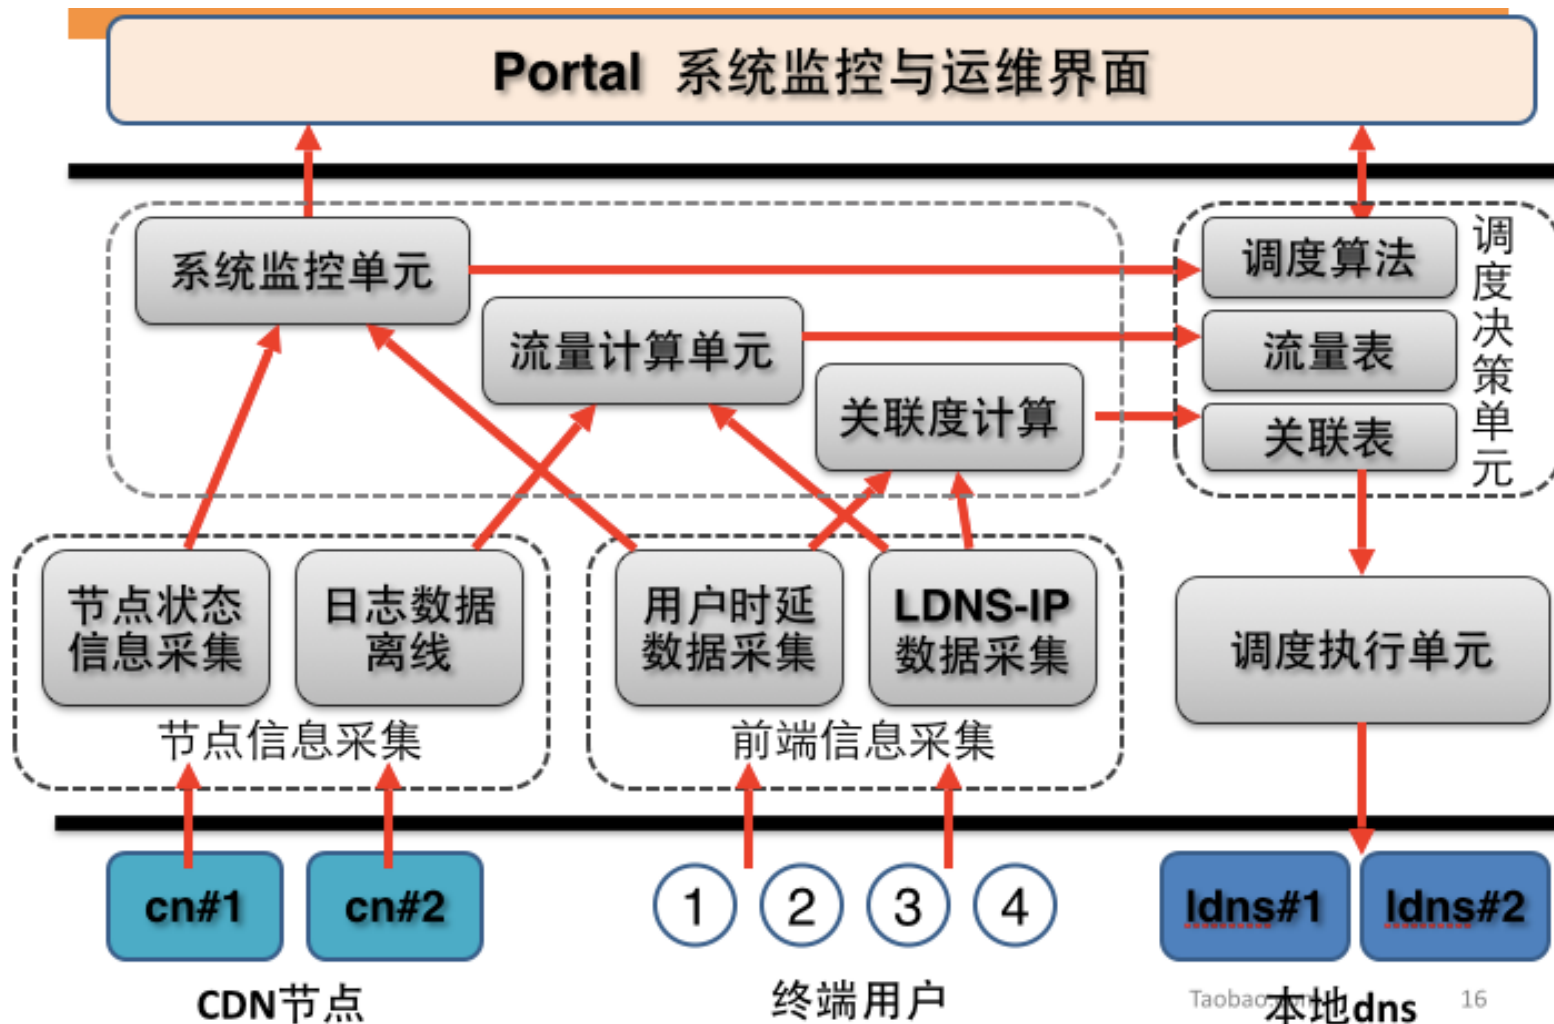 Portal 系统监控与运维界面
系统监控单元
流量计算单元
关联度计算
调度算法
流量表
关联表
调度决策单元
节点状态
信息采集
日志数据
离线
节点信息采集
用户时延
数据采集
LDNS-IP
数据采集
前端信息采集
调度执行单元
cn#1
cn#2
CDN节点
1
2
3
4
终端用户
ldns#1
ldns#2
本地dns
16